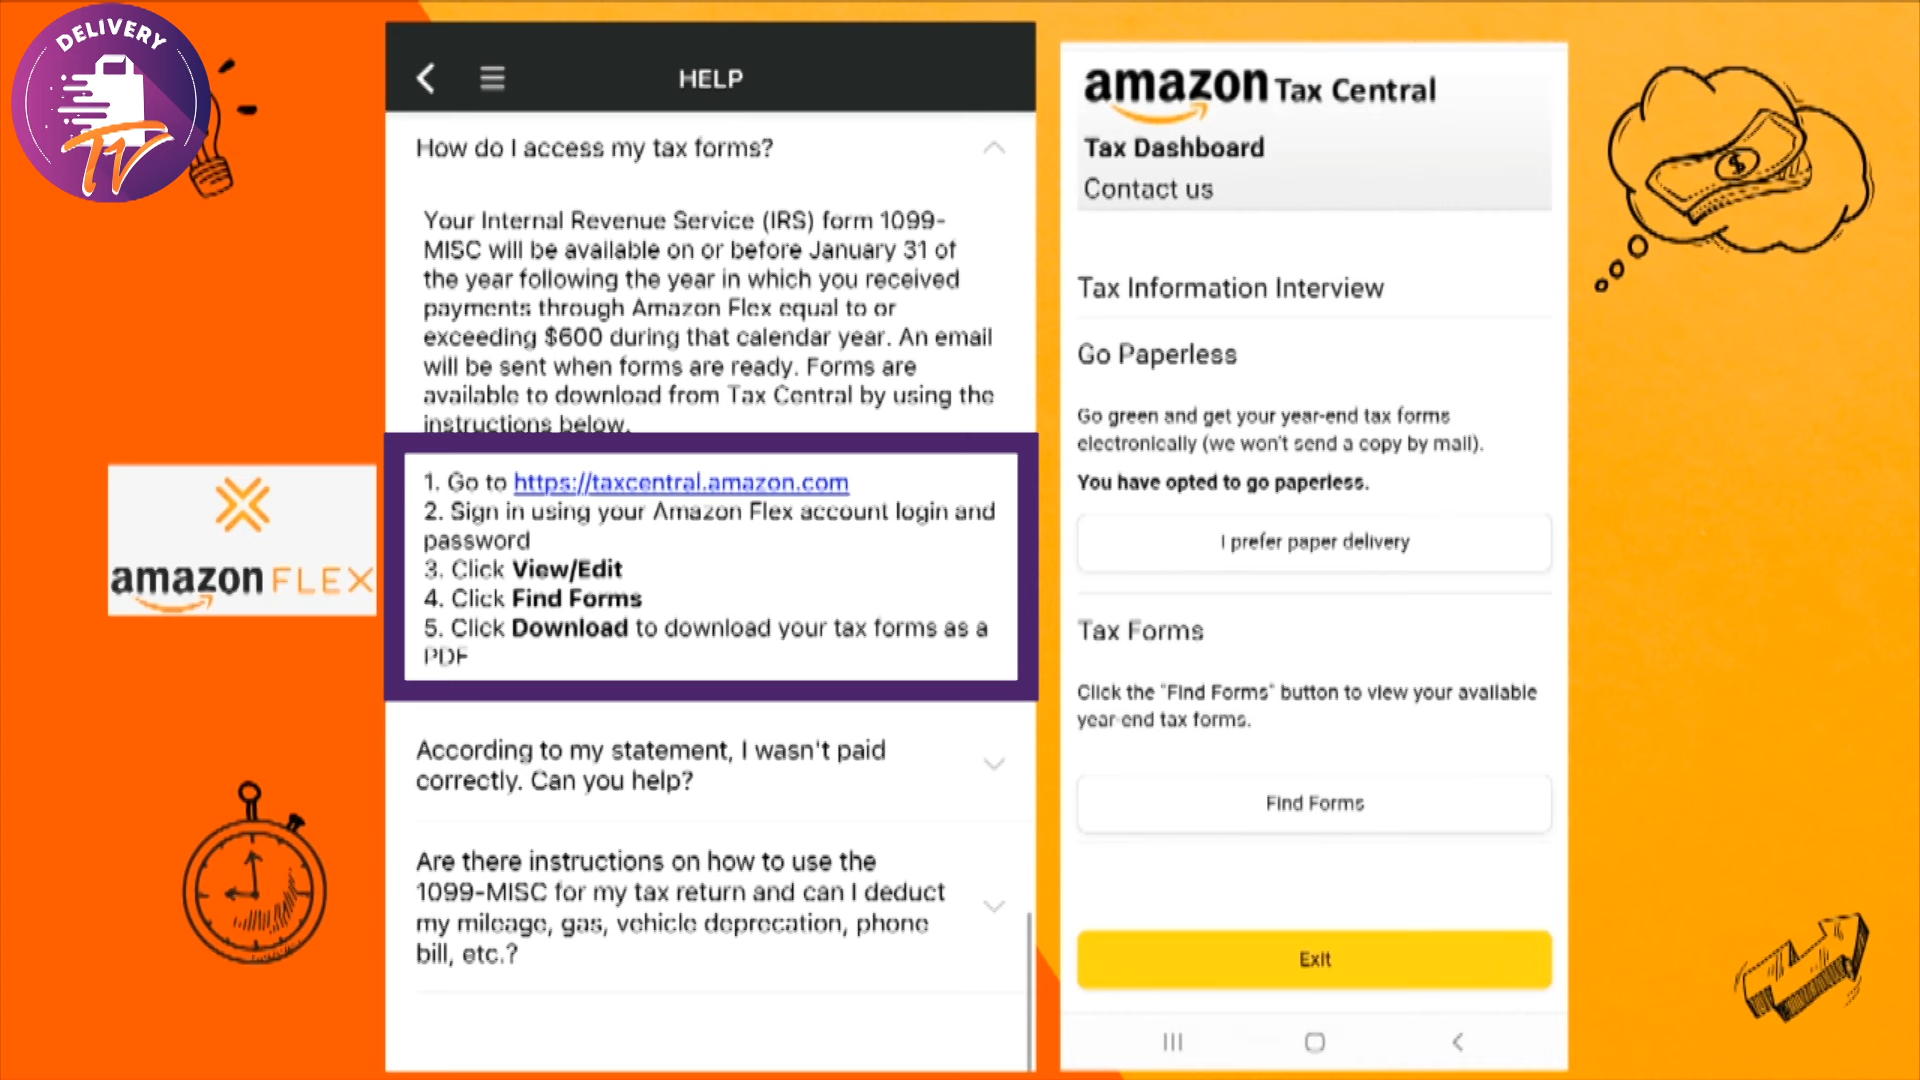 DELIVERY
TV
HELP
How do I access my tax forms?
Your Internal Revenue Service (IRS) form 1099-
MISC will be available on or before January 31 of
the year following the year in which you received
payments through Amazon Flex equal to or
exceeding $600 during that calendar year. An email
will be sent when forms are ready. Forms are
available to download from Tax Central by using the
instructions below.
1. Go to https://taxcentral.amazon.com
2. Sign in using your Amazon Flex account login and
password
3. Click View/Edit
4. Click Find Forms
5. Click Download to download your tax forms as a
PDF
According to my statement, I wasn't paid
correctly. Can you help?
Are there instructions on how to use the
1099-MISC for my tax return and can I deduct
my mileage, gas, vehicle deprecation, phone
bill, etc.?
amazon FLEX
amazon Tax Central
Tax Dashboard
Contact us
Tax Information Interview
Go Paperless
Go green and get your year-end tax forms
electronically (we won't send a copy by mail).
You have opted to go paperless.
I prefer paper delivery
Tax Forms
Click the "Find Forms" button to view your available
year-end tax forms.
Find Forms
Exit
$